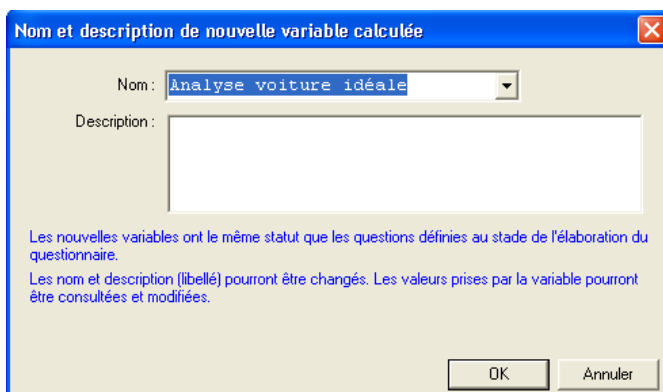 Nom et description de nouvelle variable calculée
Nom : Analyse voiture idéale
Description :
Les nouvelles variables ont le même statut que les questions définies au stade de l'élaboration du
questionnaire.
Les nom et description (libellé) pourront être changés. Les valeurs prises par la variable pourront
être consultées et modifiées.
OK Annuler